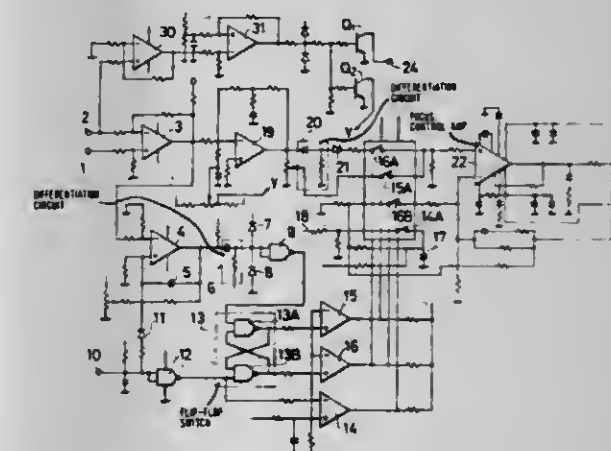 30
31
Q₁
24
Q₂
2
3
1
19
20
V
DIFFERENTIATION
CIRCUIT
FOCUS
CONTROL AMP
21
16A
22
15A
18
16B
14A
17
DIFFERENTIATION
CIRCUIT
V
4
5
6
7
8
9
11
10
12
13
13A
13B
15
16
14
FLIP-FLOP
SWITCH